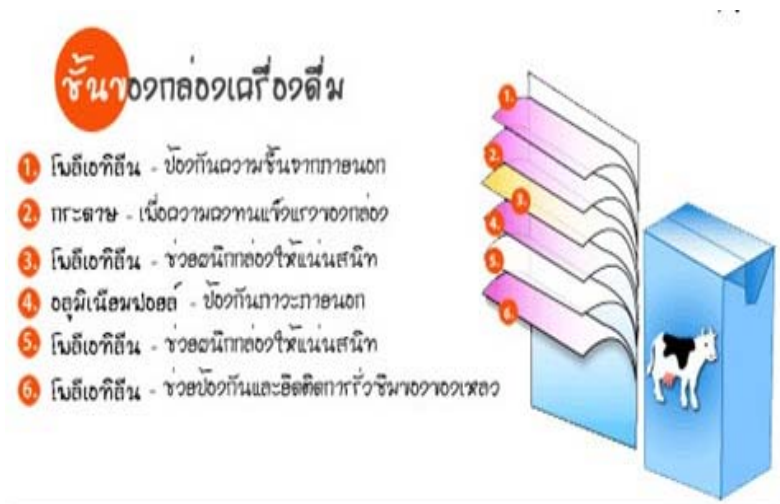 ชั้นของกล่องเครื่องดื่ม
1. โพลีเอทิลีน - ป้องกันความชื้นจากภายนอก
2. กระดาษ - เพื่อความคงทนแข็งแรงของกล่อง
3. โพลีเอทิลีน - ช่วยผนึกกล่องให้แน่นสนิท
4. อลูมิเนียมฟอยล์ - ป้องกันภาวะภายนอก
5. โพลีเอทิลีน - ช่วยผนึกกล่องให้แน่นสนิท
6. โพลีเอทิลีน - ช่วยป้องกันและยึดติดการรั่วซึมของของเหลว
1.
2.
3.
4.
5.
6.